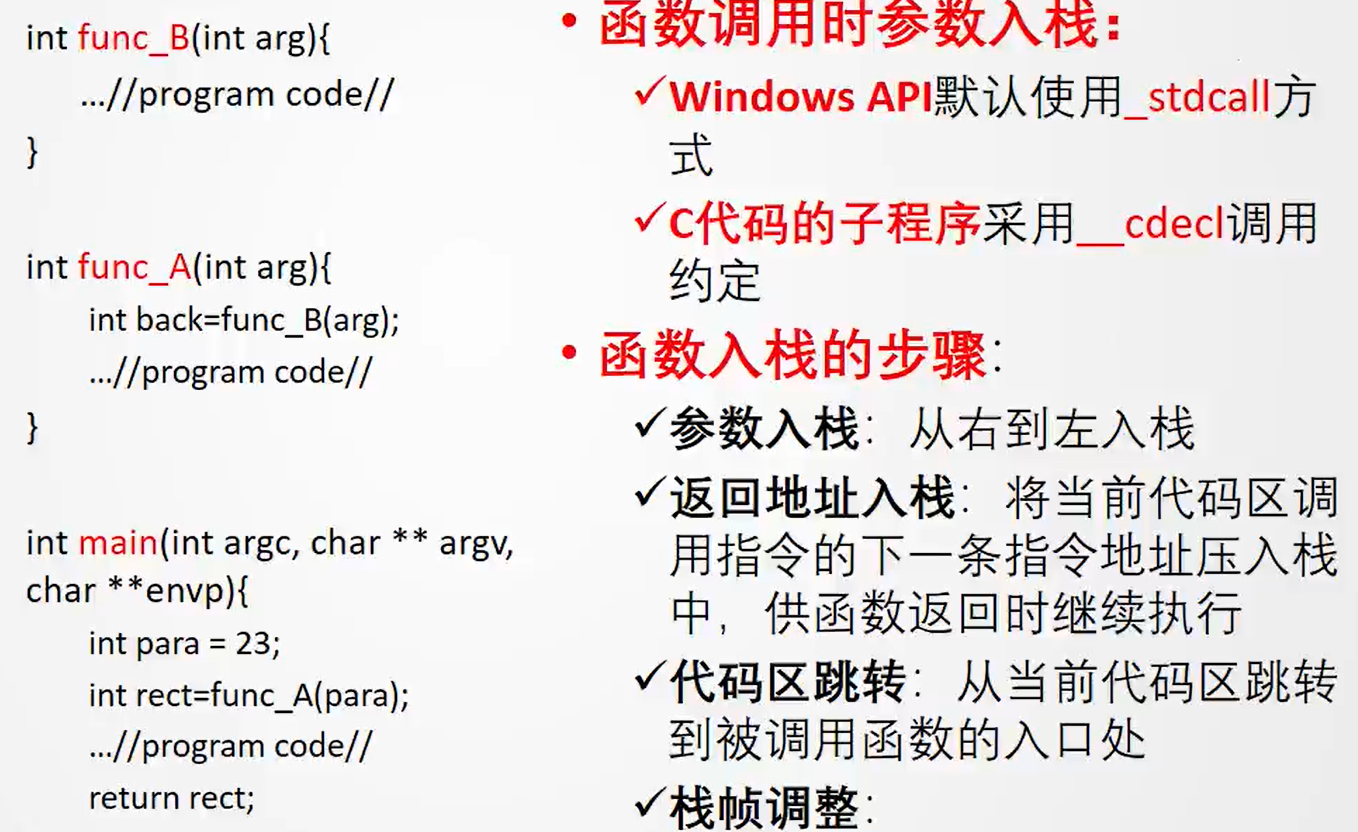 int func_B(int arg){
…//program code//
}
int func_A(int arg){
int back=func_B(arg);
…//program code//
}
int main(int argc, char ** argv,
char **envp){
int para = 23;
int rect=func_A(para);
…//program code//
return rect;
• 函数调用时参数入栈：
✓Windows API默认使用_stdcall方
式
✓C代码的子程序采用__cdecl调用
约定
• 函数入栈的步骤：
✓参数入栈：从右到左入栈
✓返回地址入栈：将当前代码区调
用指令的下一条指令地址压入栈
中，供函数返回时继续执行
✓代码区跳转：从当前代码区跳转
到被调用函数的入口处
✓栈帧调整：